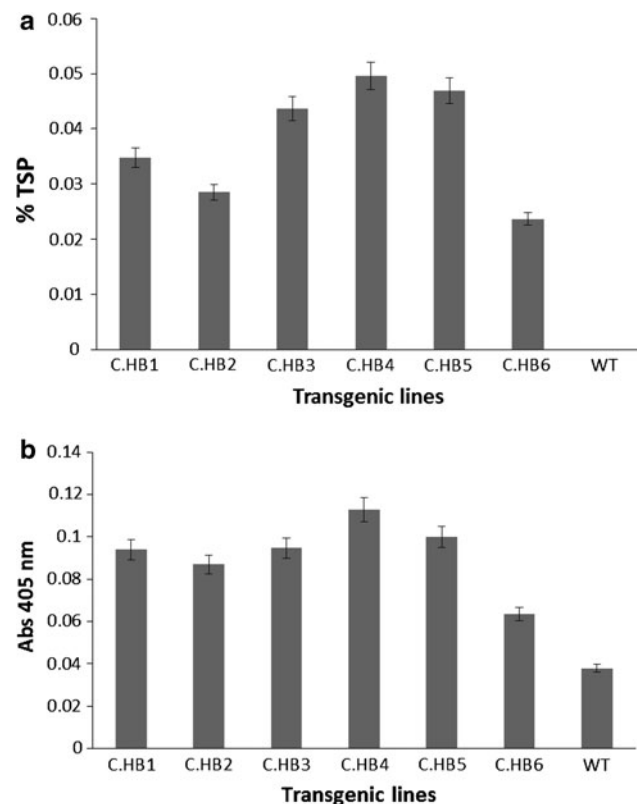 a
0.06
0.05
0.04
0.03
0.02
0.01
0
% TSP
C.HB1 C.HB2 C.HB3 C.HB4 C.HB5 C.HB6 WT
Transgenic lines
b
0.14
0.12
0.1
0.08
0.06
0.04
0.02
0
Abs 405 nm
C.HB1 C.HB2 C.HB3 C.HB4 C.HB5 C.HB6 WT
Transgenic lines